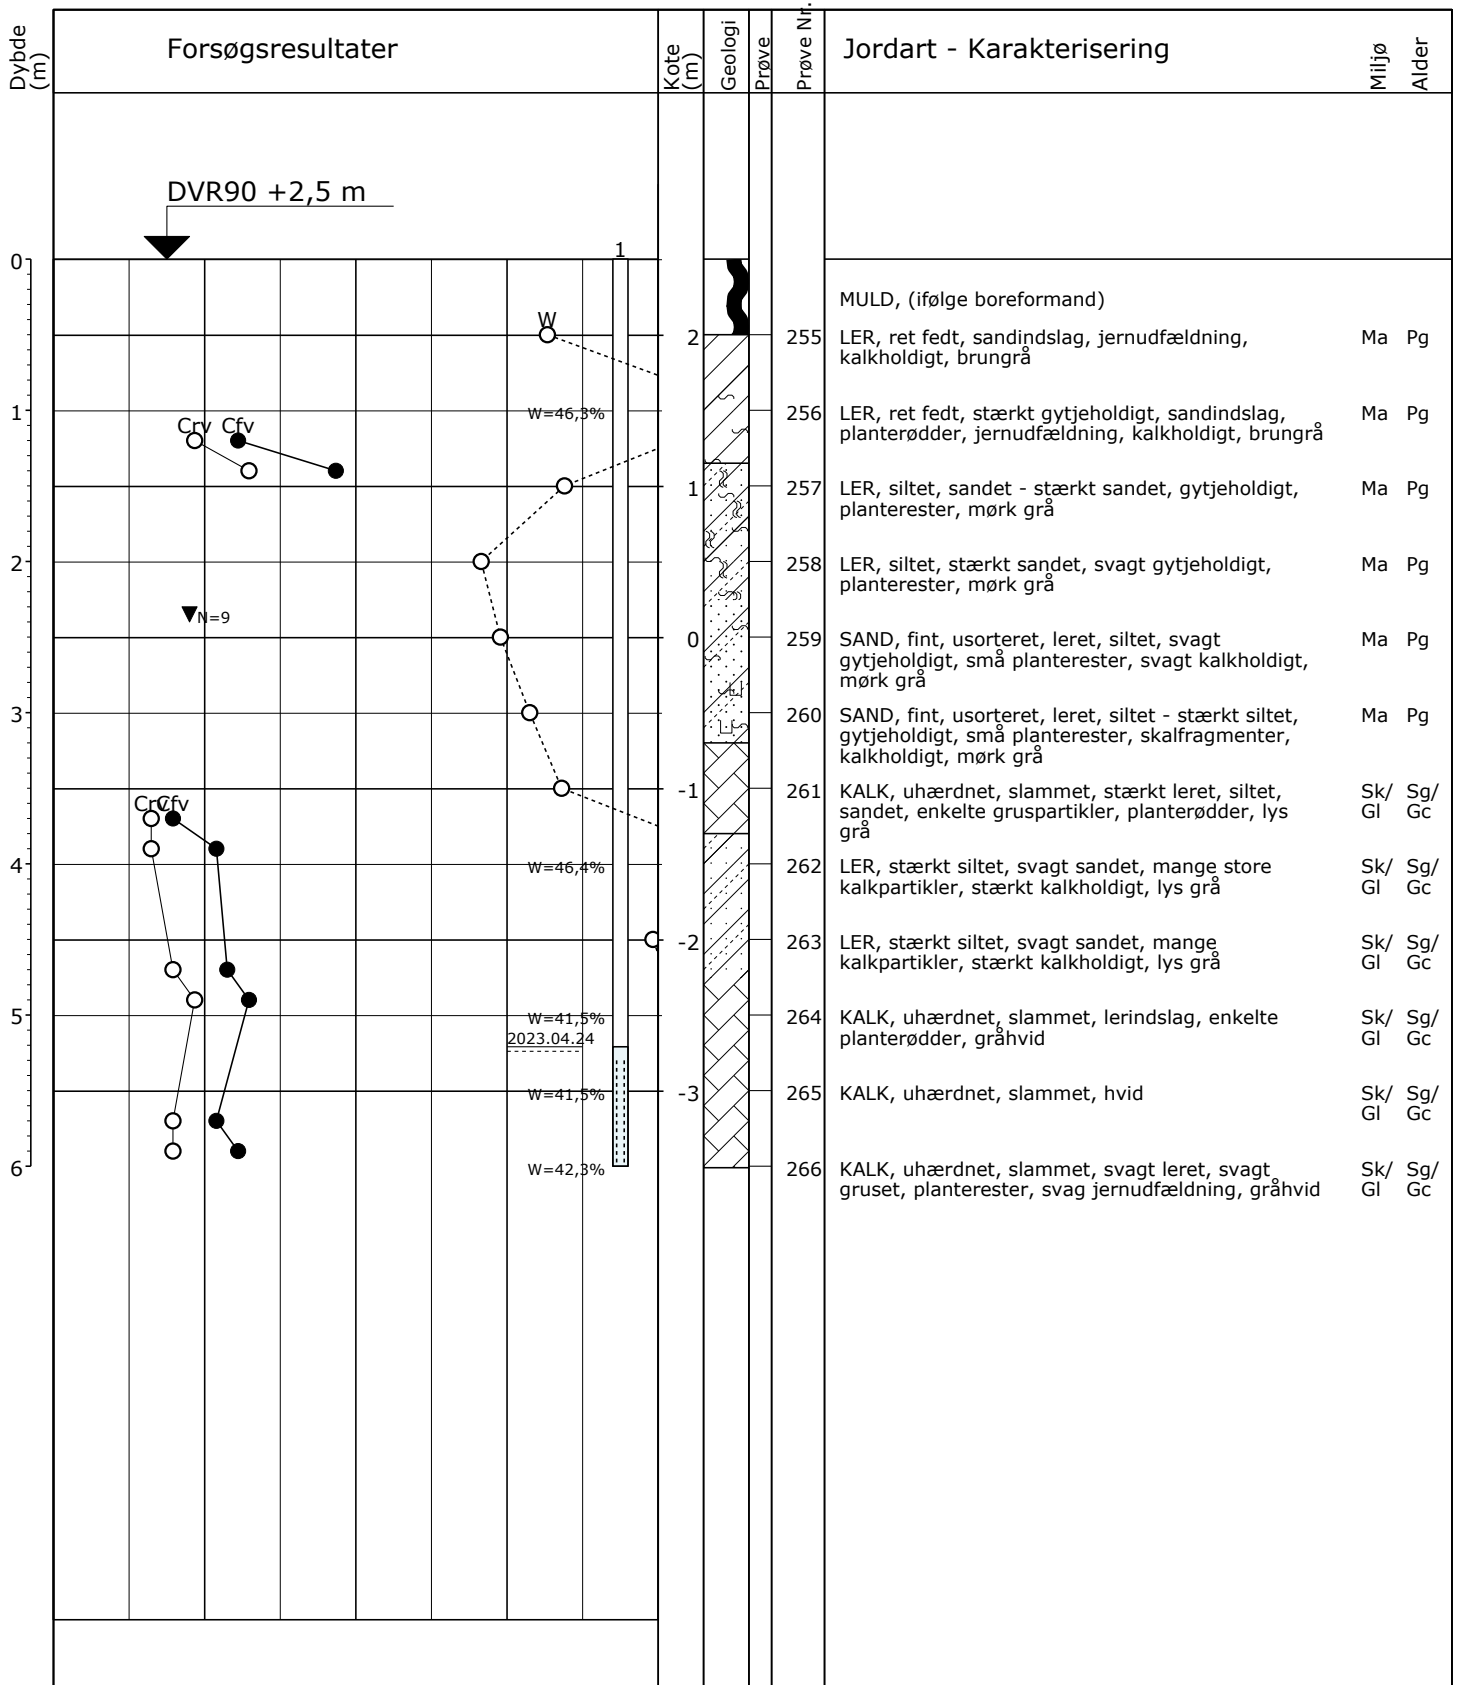 Dybde
(m)
Forsøgsresultater
Kote
(m)
Geologi
Prøve
Prøve Nr.
Jordart - Karakterisering
Miljø
Alder
DVR90 +2,5 m
1
0
MULD, (ifølge boreformand)
W
2
255
LER, ret fedt, sandindslag, jernudfældning,
kalkholdigt, brungrå
Ma Pg
1
W=46,3%
256
LER, ret fedt, stærkt gytjeholdigt, sandindslag,
planterødder, jernudfældning, kalkholdigt, brungrå
Ma Pg
Crv Cfv
1
257
LER, siltet, sandet - stærkt sandet, gytjeholdigt,
planterester, mørk grå
Ma Pg
2
258
LER, siltet, stærkt sandet, svagt gytjeholdigt,
planterester, mørk grå
Ma Pg
N=9
0
259
SAND, fint, usorteret, leret, siltet, svagt
gytjeholdigt, små planterester, svagt kalkholdigt,
mørk grå
Ma Pg
3
260
SAND, fint, usorteret, leret, siltet - stærkt siltet,
gytjeholdigt, små planterester, skalfragmenter,
kalkholdigt, mørk grå
Ma Pg
-1
261
KALK, uhærdnet, slammet, stærkt leret, siltet,
sandet, enkelte gruspartikler, planterødder, lys
grå
Sk/ Sg/
Gl Gc
Crv Cfv
4
W=46,4%
262
LER, stærkt siltet, svagt sandet, mange store
kalkpartikler, stærkt kalkholdigt, lys grå
Sk/ Sg/
Gl Gc
-2
263
LER, stærkt siltet, svagt sandet, mange
kalkpartikler, stærkt kalkholdigt, lys grå
Sk/ Sg/
Gl Gc
5
W=41,5%
264
KALK, uhærdnet, slammet, lerindslag, enkelte
planterødder, gråhvid
Sk/ Sg/
Gl Gc
2023.04.24
W=41,5%
-3
265
KALK, uhærdnet, slammet, hvid
Sk/ Sg/
Gl Gc
6
W=42,3%
266
KALK, uhærdnet, slammet, svagt leret, svagt
gruset, planterester, svag jernudfældning, gråhvid
Sk/ Sg/
Gl Gc